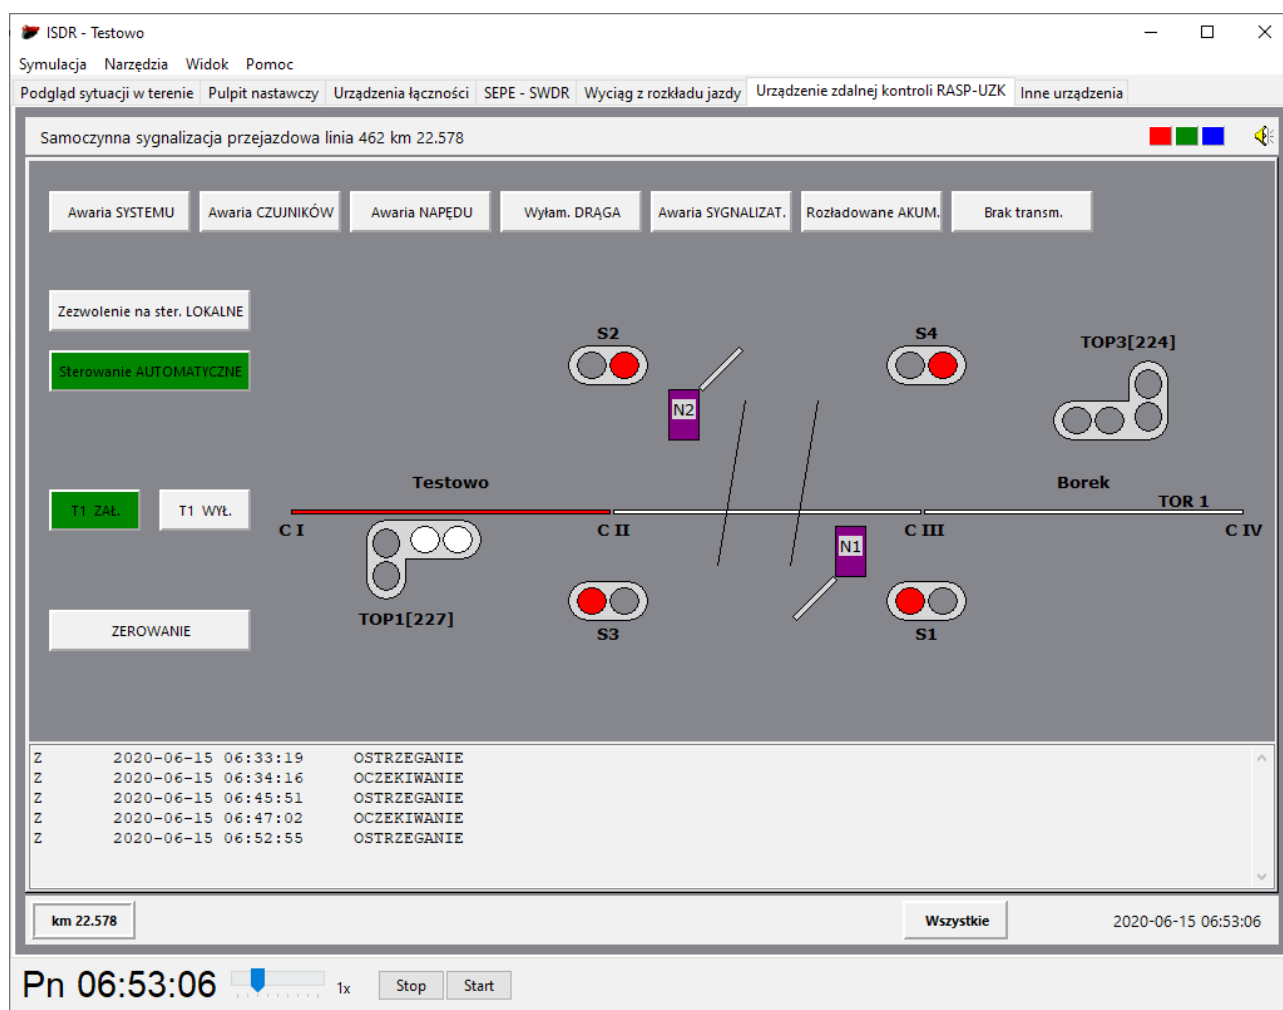 ISDR - Testowo
Symulacja Narzędzia Widok Pomoc
Podgląd sytuacji w terenie Pulpit nastawczy Urządzenia łączności SEPE - SWDR Wyciąg z rozkładu jazdy Urządzenie zdalnej kontroli RASP-UZK Inne urządzenia
Samoczynna sygnalizacja przejazdowa linia 462 km 22.578
Awaria SYSTEMU Awaria CZUJNIKÓW Awaria NAPĘDU Wyłam. DRĄGA Awaria SYGNALIZAT. Rozładowane AKUM. Brak transm.
Zezwolenie na ster. LOKALNE
S2 S4 TOP3[224]
Sterowanie AUTOMATYCZNE
N2
Testowo Borek
T1 ZAŁ. T1 WYŁ. TOR 1
C I C II C III C IV
N1
TOP1[227]
ZEROWANIE S3 S1
Z 2020-06-15 06:33:19 OSTRZEGANIE
Z 2020-06-15 06:34:16 OCZEKIWANIE
Z 2020-06-15 06:45:51 OSTRZEGANIE
Z 2020-06-15 06:47:02 OCZEKIWANIE
Z 2020-06-15 06:52:55 OSTRZEGANIE
km 22.578 Wszystkie 2020-06-15 06:53:06
Pn 06:53:06 1x Stop Start